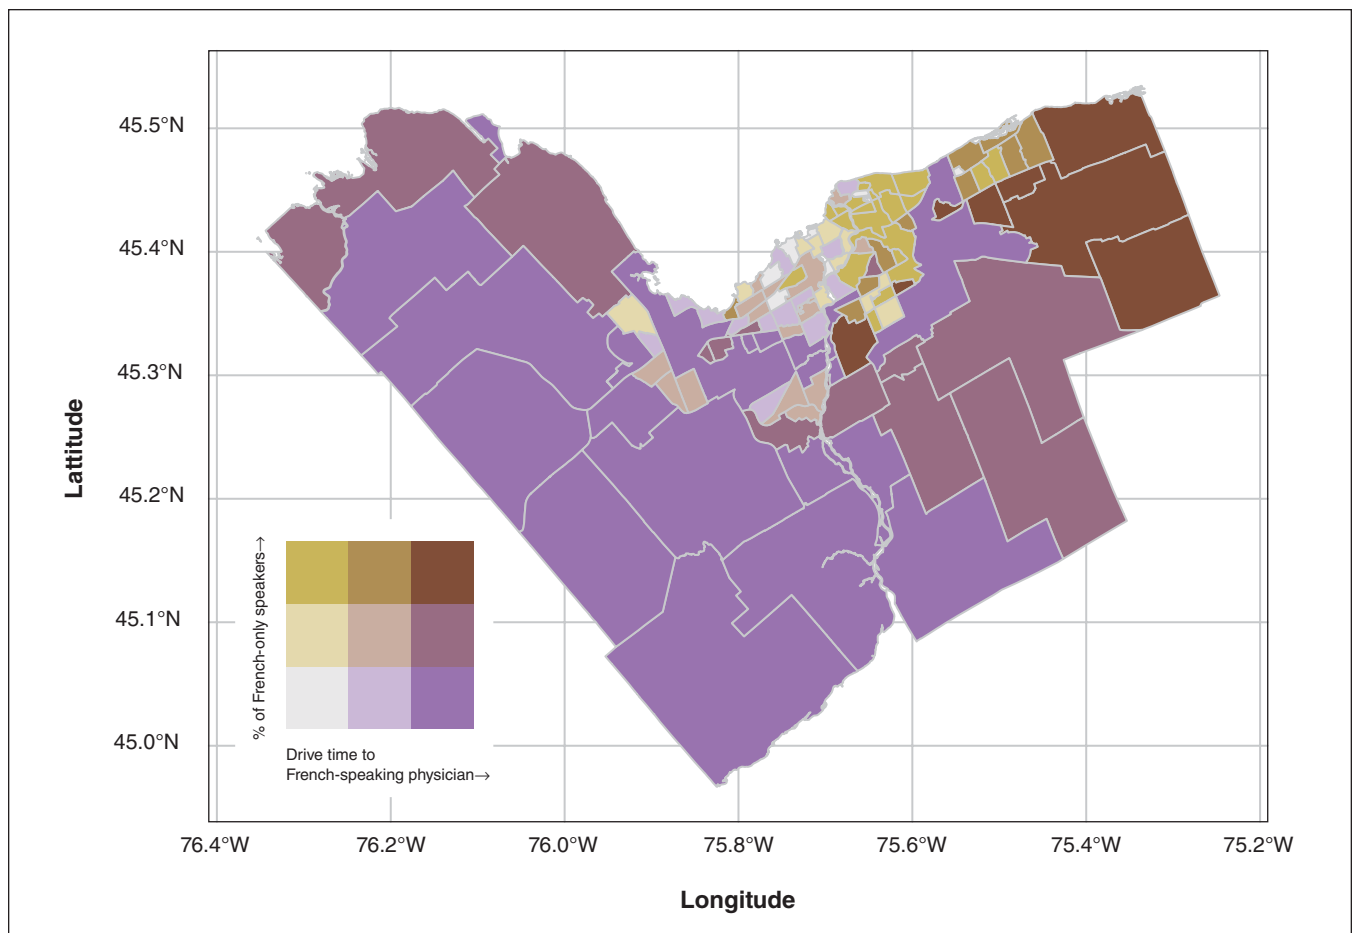 45.5°N
45.4°N
45.3°N
45.2°N
45.1°N
45.0°N
Lattitude
% of French-only speakers→
Drive time to
French-speaking physician→
76.4°W
76.2°W
76.0°W
75.8°W
75.6°W
75.4°W
75.2°W
Longitude